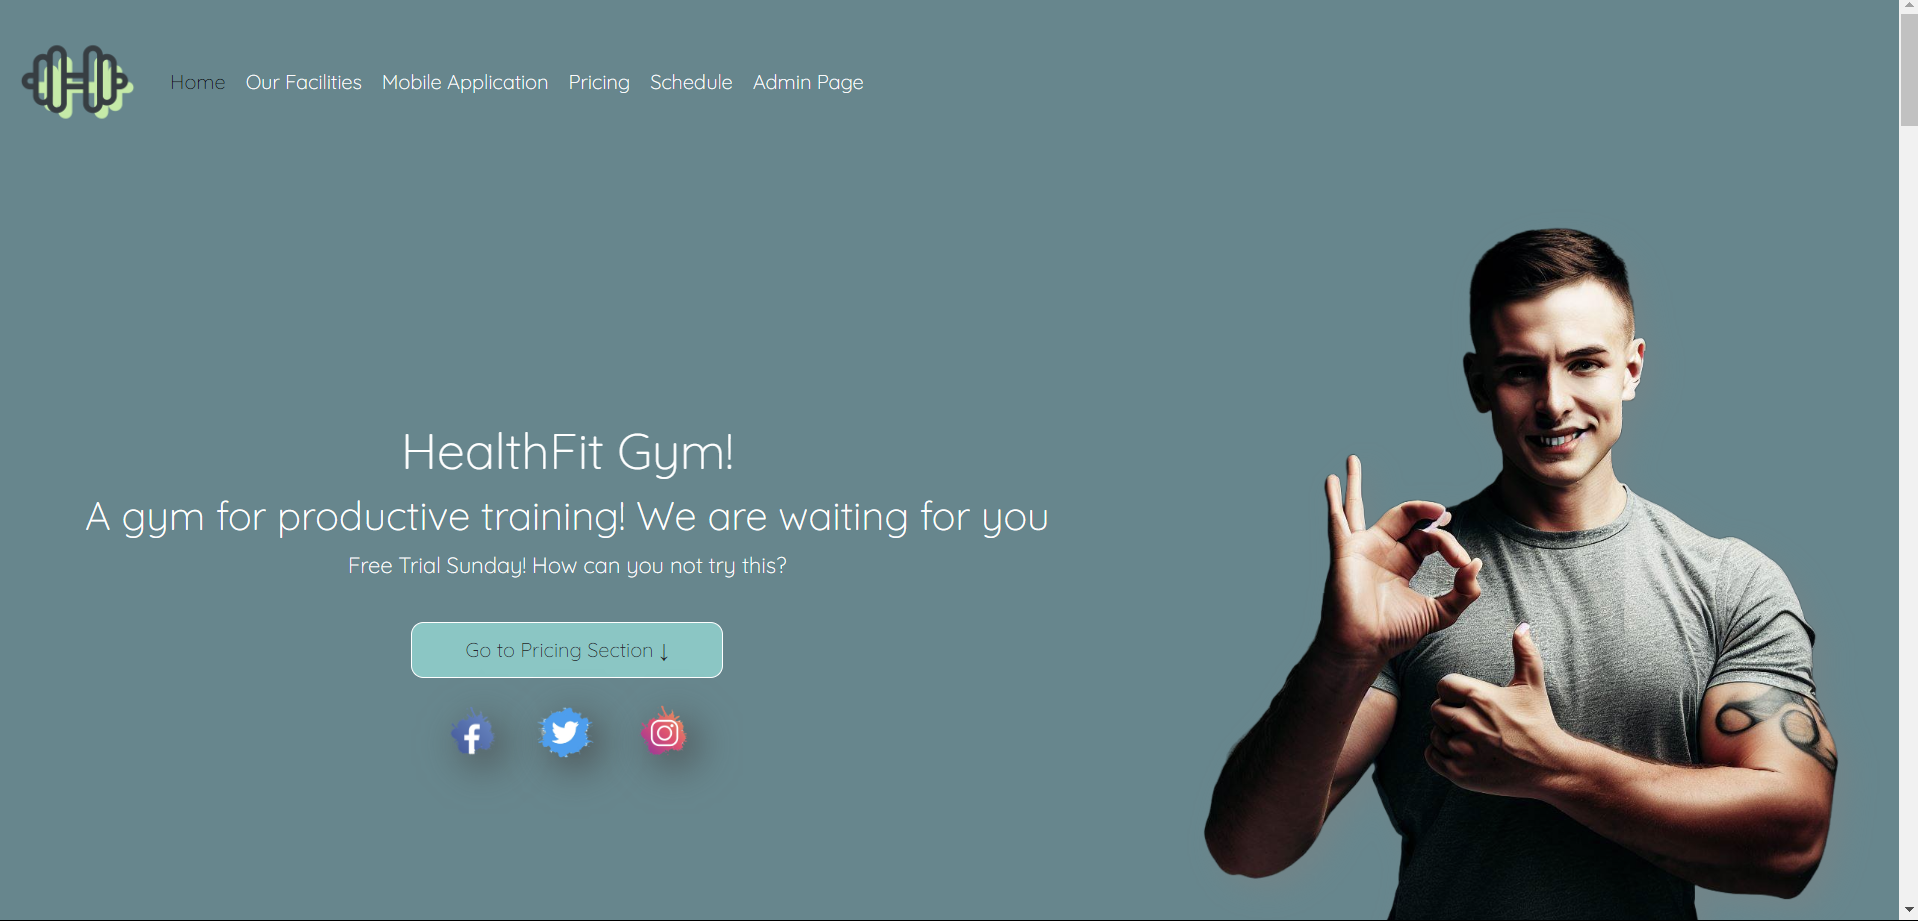 Home Our Facilities Mobile Application Pricing Schedule Admin Page
HealthFit Gym!
A gym for productive training! We are waiting for you
Free Trial Sunday! How can you not try this?
Go to Pricing Section ↓